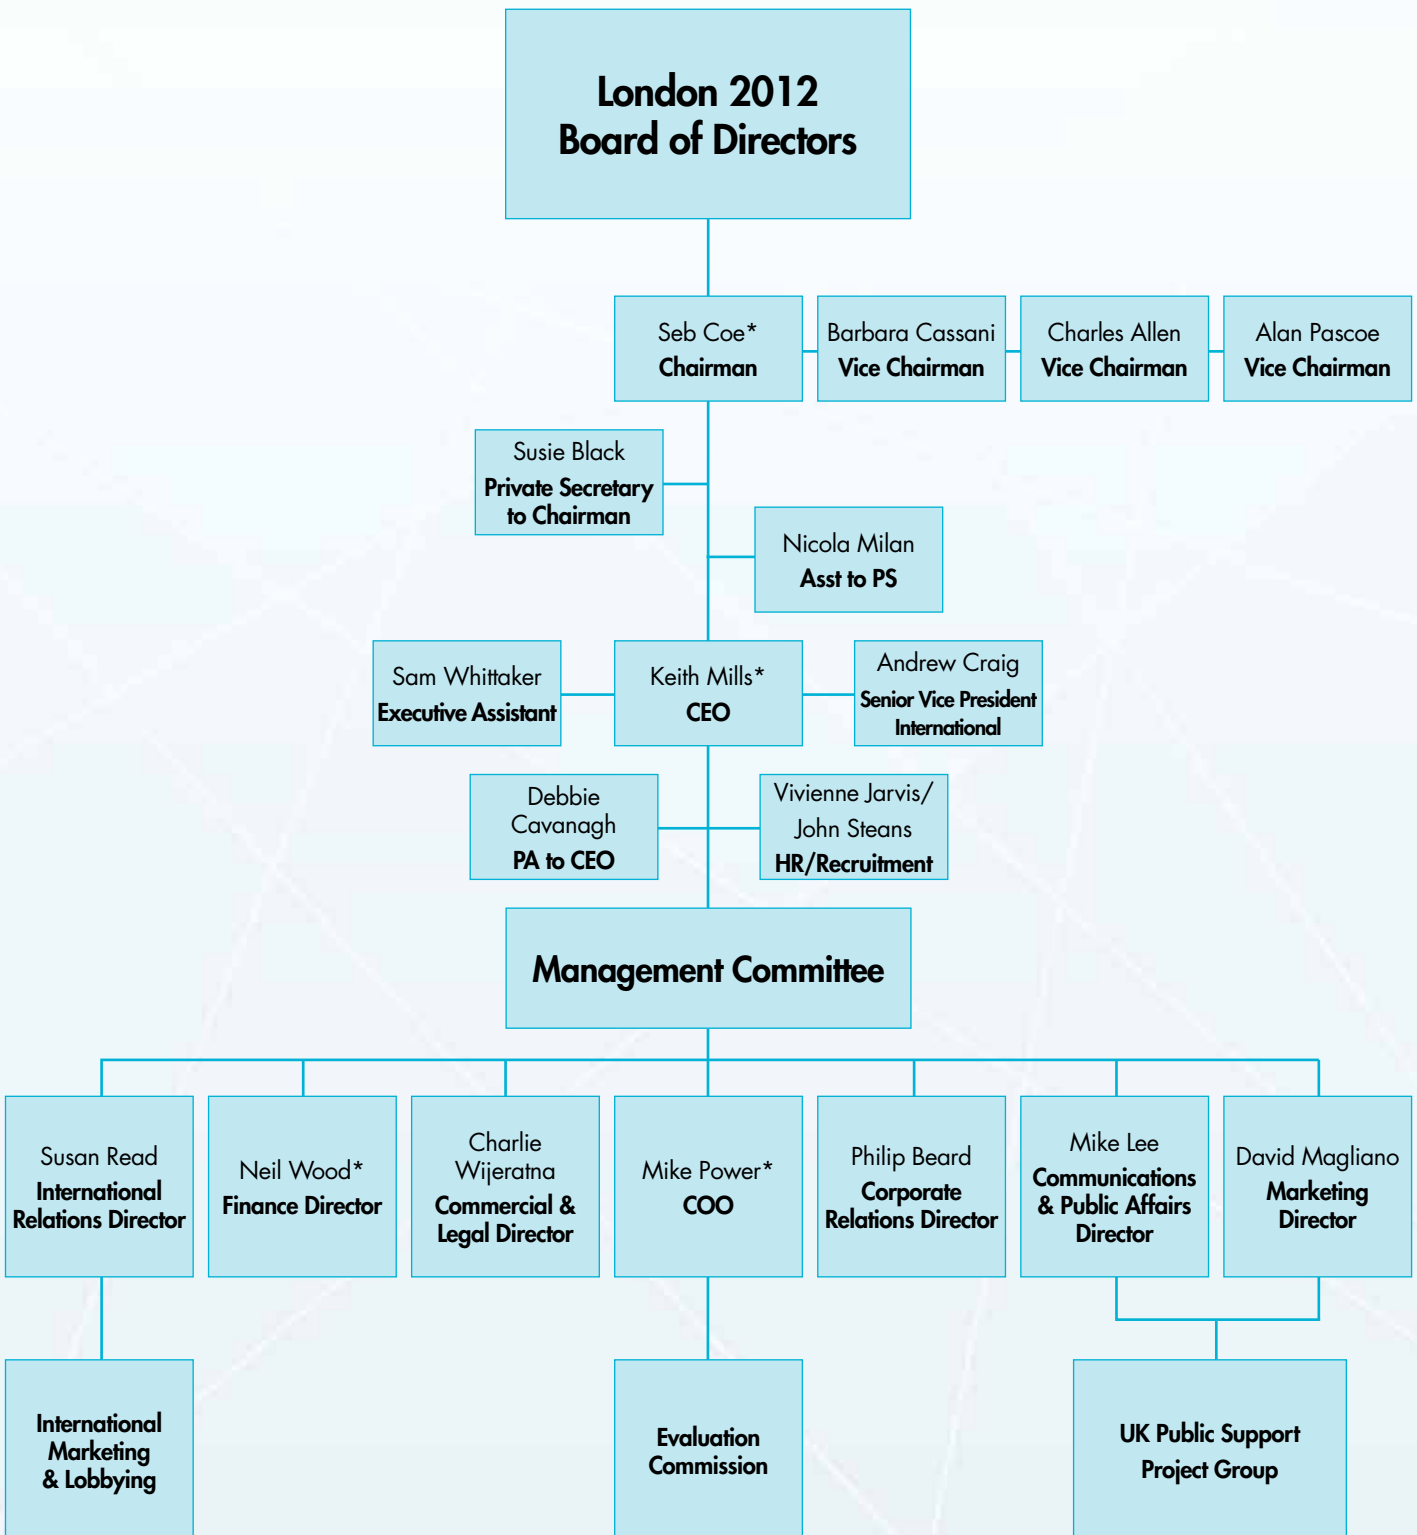 London 2012
Board of Directors
Seb Coe*
Chairman
Barbara Cassani
Vice Chairman
Charles Allen
Vice Chairman
Alan Pascoe
Vice Chairman
Susie Black
Private Secretary
to Chairman
Nicola Milan
Asst to PS
Sam Whittaker
Executive Assistant
Keith Mills*
CEO
Andrew Craig
Senior Vice President
International
Debbie
Cavanagh
PA to CEO
Vivienne Jarvis/
John Steans
HR/Recruitment
Management Committee
Susan Read
International
Relations Director
Neil Wood*
Finance Director
Charlie
Wijeratna
Commercial &
Legal Director
Mike Power*
COO
Philip Beard
Corporate
Relations Director
Mike Lee
Communications
& Public Affairs
Director
David Magliano
Marketing
Director
International
Marketing
& Lobbying
Evaluation
Commission
UK Public Support
Project Group